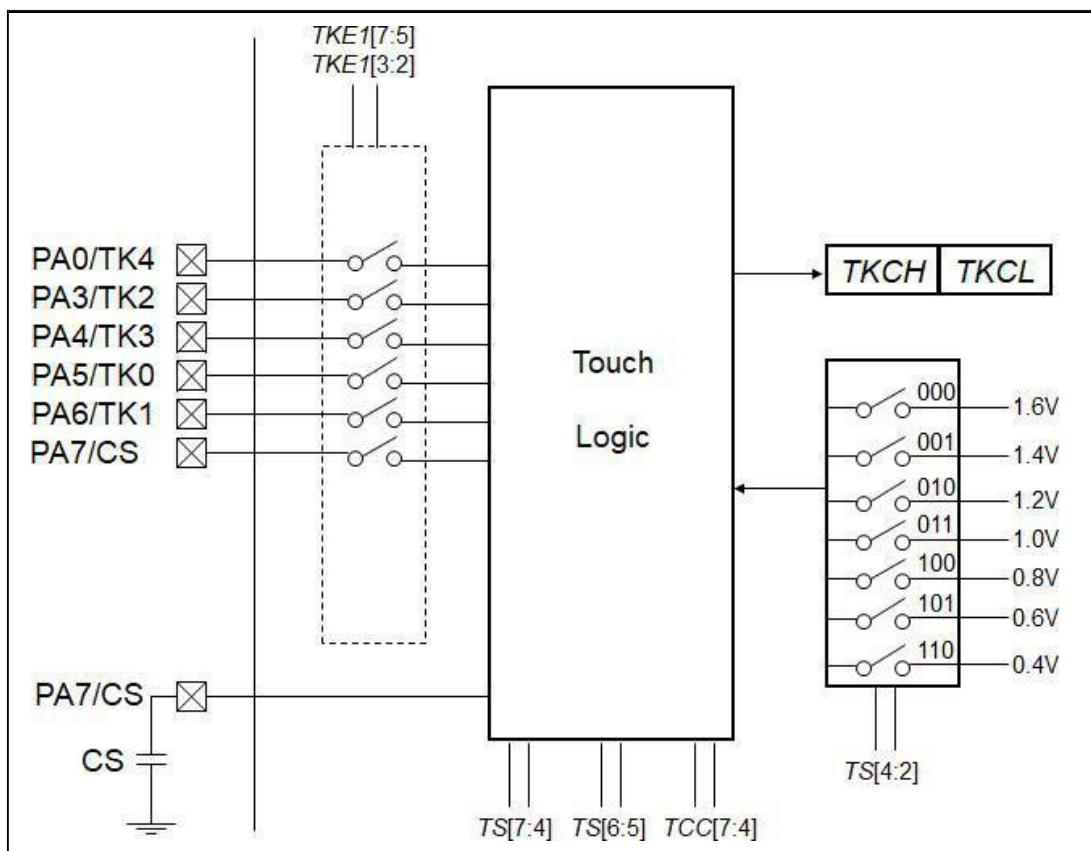 TKE1[7:5]
TKE1[3:2]
PA0/TK4
PA3/TK2
PA4/TK3
PA5/TK0
PA6/TK1
PA7/CS
Touch
Logic
TKCH TKCL
000 1.6V
001 1.4V
010 1.2V
011 1.0V
100 0.8V
101 0.6V
110 0.4V
PA7/CS
CS
TS[4:2]
TS[7:4] TS[6:5] TCC[7:4]